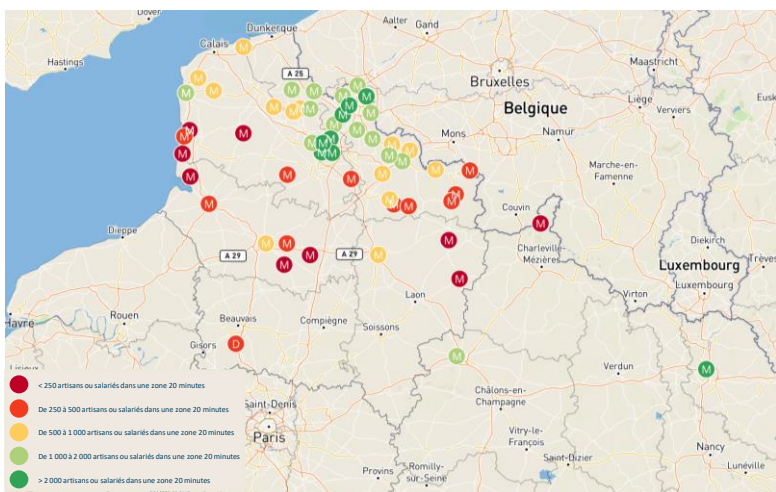 Dover
Hastings
Dunkerque
Calais
A 25
Aalter
Gand
Bruxelles
Maastricht
Belgique
Liège
Verviers
Mons
Namur
Marche-en-
Famenne
Couvin
Charleville-
Mézières
Diekirch
Luxembourg
Luxembourg
Trèves
Virton
Dieppe
A 29
A 29
Laon
Rouen
Beauvais
Compiègne
Soissons
Gisors
D
Verdun
Châlons-en-
Champagne
Vitry-le-
François
Saint-Dizier
Nancy
Lunéville
Saint-Denis
Paris
Provins
Romilly-
sur-Seine
M
< 250 artisans ou salariés dans une zone 20 minutes
De 250 à 500 artisans ou salariés dans une zone 20 minutes
De 500 à 1 000 artisans ou salariés dans une zone 20 minutes
De 1 000 à 2 000 artisans ou salariés dans une zone 20 minutes
> 2 000 artisans ou salariés dans une zone 20 minutes